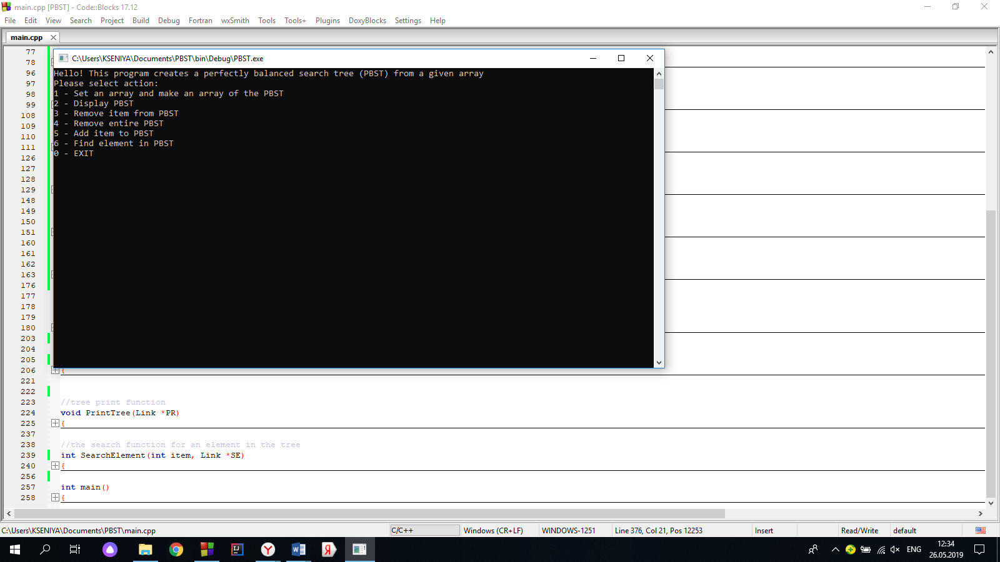 main.cpp [PBST] - Code::Blocks 17.12
File Edit View Search Project Build Debug Fortran wxSmith Tools Tools+ Plugins DoxyBlocks Settings Help
main.cpp
C:\Users\KSENIYA\Documents\PBST\bin\Debug\PBST.exe
Hello! This program creates a perfectly balanced search tree (PBST) from a given array
Please select action:
1 - Set an array and make an array of the PBST
2 - Display PBST
3 - Remove item from PBST
4 - Remove entire PBST
5 - Add item to PBST
6 - Find element in PBST
0 - EXIT
77
78
96
97
98
99
108
109
110
111
126
127
128
129
148
149
150
151
160
161
162
163
176
177
178
179
180
203
204
205
206 {
221
222
223 //tree print function
224 void PrintTree(Link *PR)
225 {
237
238 //the search function for an element in the tree
239 int SearchElement(int item, Link *SE)
240 {
256
257 int main()
258 {
C:\Users\KSENIYA\Documents\PBST\main.cpp C/C++ Windows (CR+LF) WINDOWS-1251 Line 376, Col 21, Pos 12253 Insert Read/Write default
ENG
12:34
26.05.2019